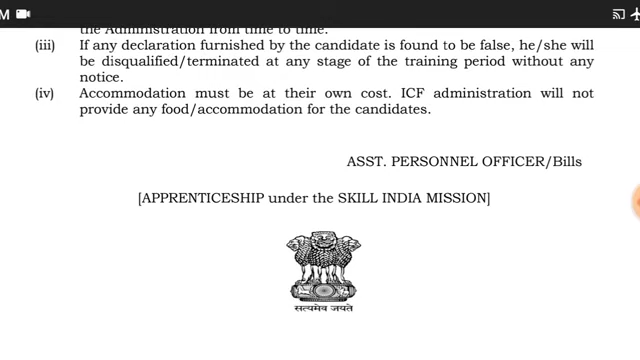 M
the Administration from time to time.
(iii) If any declaration furnished by the candidate is found to be false, he/she will
be disqualified/terminated at any stage of the training period without any
notice.
(iv) Accommodation must be at their own cost. ICF administration will not
provide any food/accommodation for the candidates.
ASST. PERSONNEL OFFICER/Bills
[APPRENTICESHIP under the SKILL INDIA MISSION]
सत्यमेव जयते